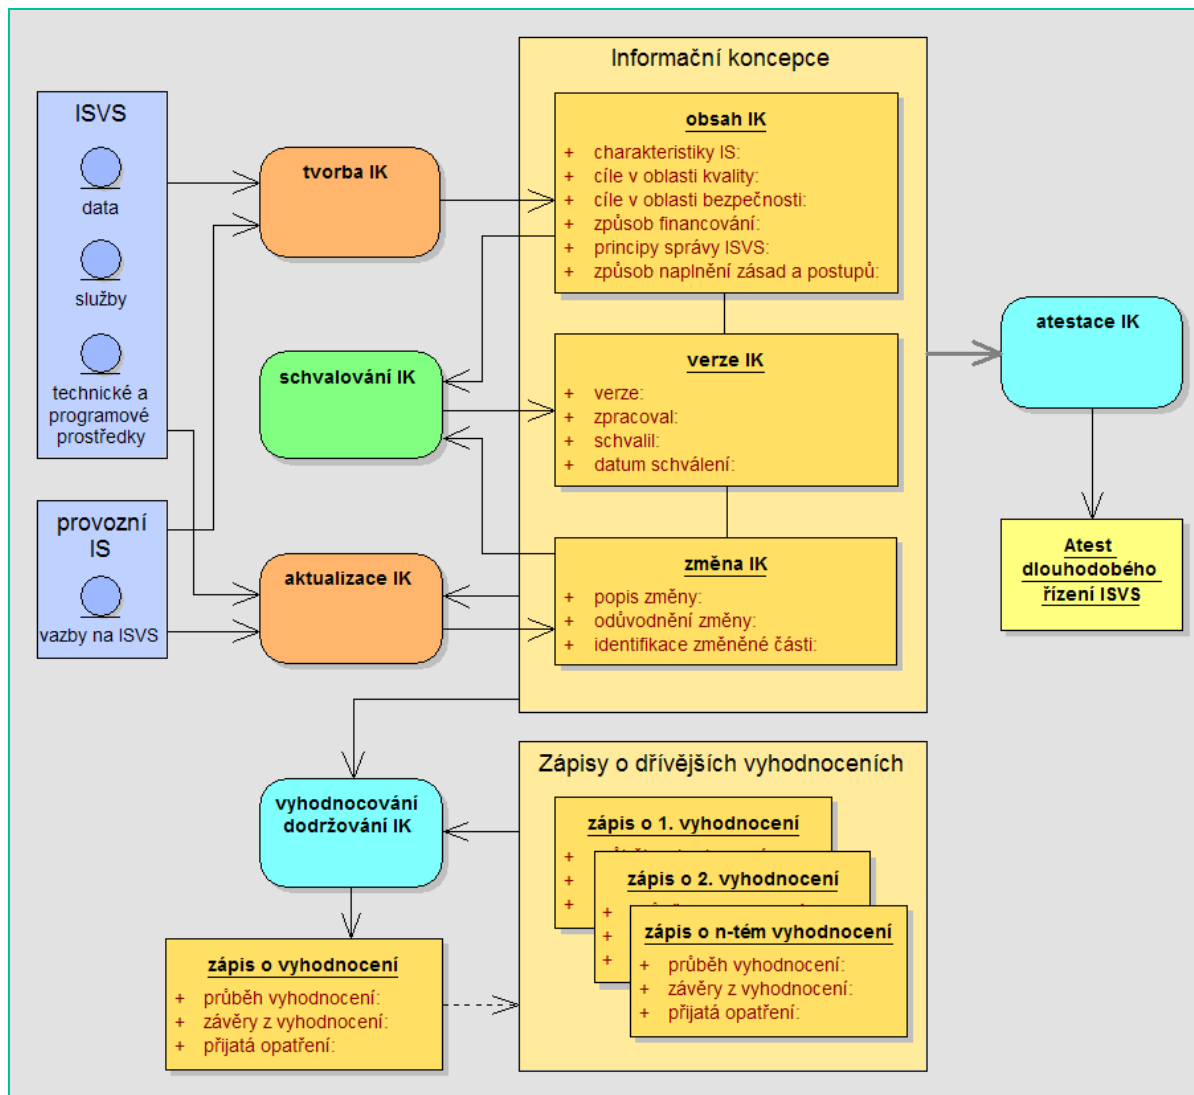 Informační koncepce
ISVS
data
služby
technické a
programové
prostředky
provozní
IS
vazby na ISVS
tvorba IK
schvalování IK
aktualizace IK
obsah IK
+ charakteristiky IS:
+ cíle v oblasti kvality:
+ cíle v oblasti bezpečnosti:
+ způsob financování:
+ principy správy ISVS:
+ způsob naplnění zásad a postupů:
verze IK
+ verze:
+ zpracoval:
+ schvalil:
+ datum schválení:
změna IK
+ popis změny:
+ odůvodnění změny:
+ identifikace změněné části:
atestace IK
Atest
dlouhodobého
řízení ISVS
vyhodnocování
dodržování IK
zápis o vyhodnocení
+ průběh vyhodnocení:
+ závěry z vyhodnocení:
+ přijatá opatření:
Zápisy o dřívějších vyhodnoceních
zápis o 1. vyhodnocení
+
+
+
zápis o 2. vyhodnocení
+
+
+
zápis o n-tém vyhodnocení
+ průběh vyhodnocení:
+ závěry z vyhodnocení:
+ přijatá opatření: